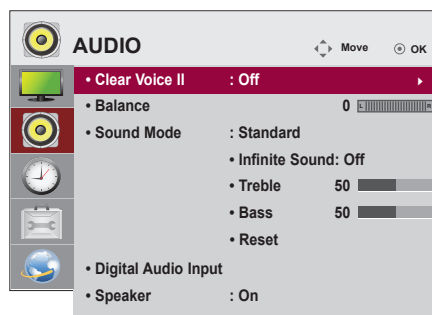 AUDIO
Move
OK
• Clear Voice II : Off
• Balance 0 L R
• Sound Mode : Standard
• Infinite Sound: Off
• Treble 50
• Bass 50
• Reset
• Digital Audio Input
• Speaker : On